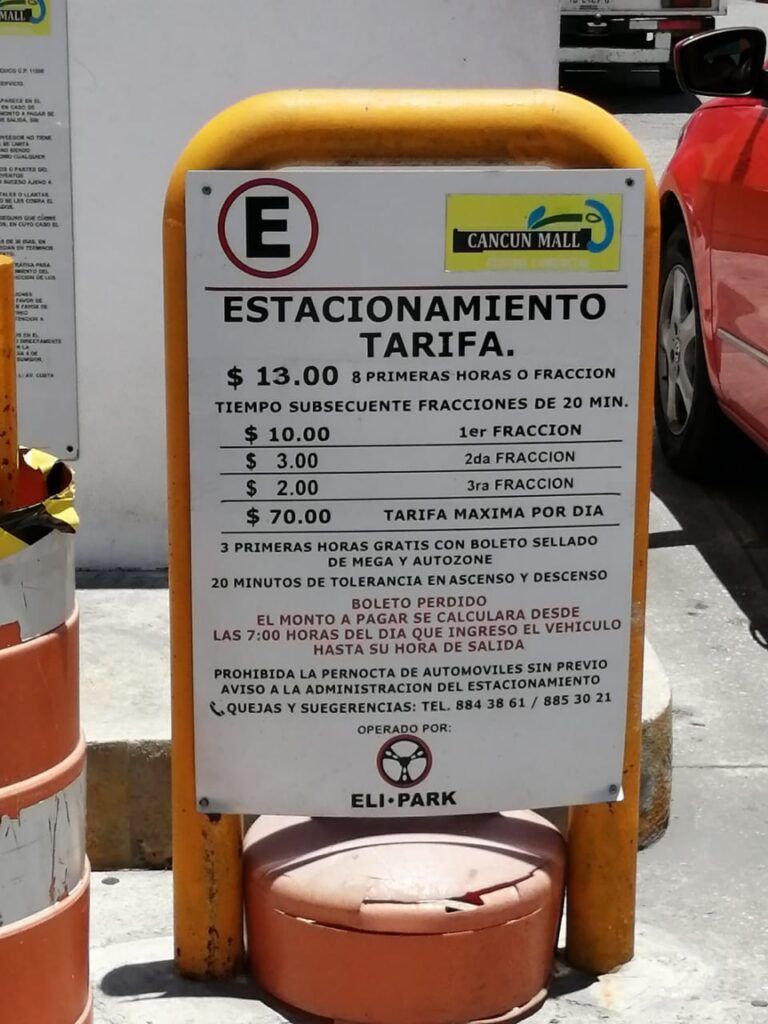 E
CANCUN MALL
ESTACIONAMIENTO
TARIFA.
$ 13.00 8 PRIMERAS HORAS O FRACCION
TIEMPO SUBSECUENTE FRACCIONES DE 20 MIN.
$ 10.00 1er FRACCION
$ 3.00 2da FRACCION
$ 2.00 3ra FRACCION
$ 70.00 TARIFA MAXIMA POR DIA
3 PRIMERAS HORAS GRATIS CON BOLETO SELLADO
DE MEGA Y AUTOZONE
20 MINUTOS DE TOLERANCIA EN ASCENSO Y DESCENSO
BOLETO PERDIDO
EL MONTO A PAGAR SE CALCULARA DESDE
LAS 7:00 HORAS DEL DIA QUE INGRESO EL VEHICULO
HASTA SU HORA DE SALIDA
PROHIBIDA LA PERNOCTA DE AUTOMOVILES SIN PREVIO
AVISO A LA ADMINISTRACION DEL ESTACIONAMIENTO
QUEJAS Y SUEGERENCIAS: TEL. 884 38 61 / 885 30 21
OPERADO POR:
ELI•PARK